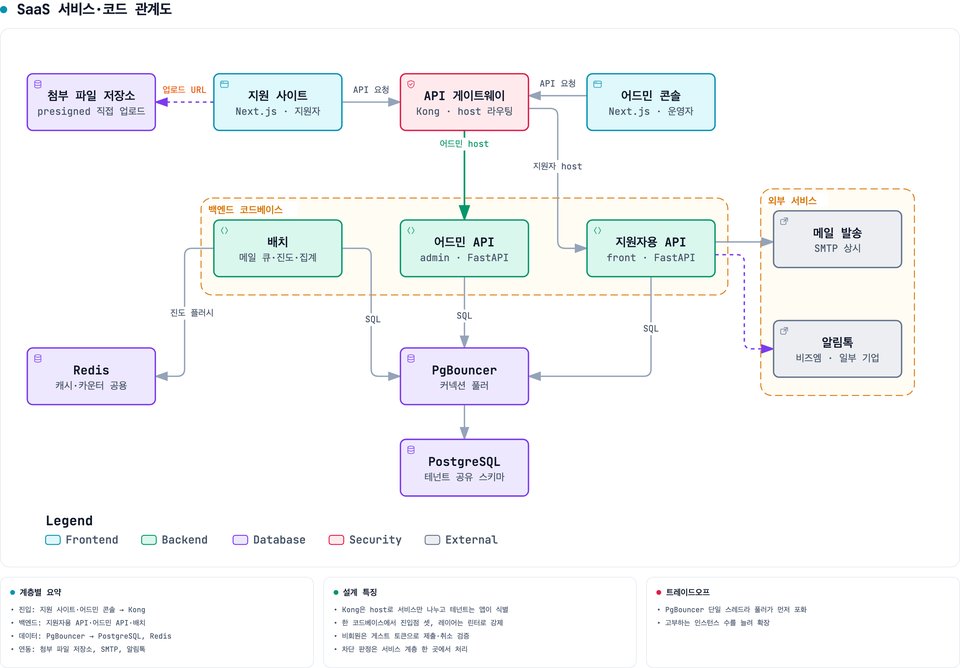 SaaS 서비스·코드 관계도
첨부 파일 저장소
presigned 직접 업로드
업로드 URL
지원 사이트
Next.js · 지원자
API 요청
API 게이트웨이
Kong · host 라우팅
API 요청
어드민 콘솔
Next.js · 운영자
어드민 host
지원자 host
백엔드 코드베이스
외부 서비스
배치
메일 큐·진도·집계
어드민 API
admin · FastAPI
지원자용 API
front · FastAPI
메일 발송
SMTP 상시
진도 플러시
SQL
SQL
SQL
알림톡
비즈엠 · 일부 기업
Redis
캐시·카운터 공용
PgBouncer
커넥션 풀러
PostgreSQL
테넌트 공유 스키마
Legend
Frontend
Backend
Database
Security
External
계층별 요약
• 진입: 지원 사이트·어드민 콘솔 → Kong
• 백엔드: 지원자용 API·어드민 API·배치
• 데이터: PgBouncer → PostgreSQL, Redis
• 연동: 첨부 파일 저장소, SMTP, 알림톡
설계 특징
• Kong은 host로 서비스만 나누고 테넌트는 앱이 식별
• 한 코드베이스에서 진입점 셋, 레이어는 린터로 강제
• 비회원은 게스트 토큰으로 제출·취소 검증
• 차단 판정은 서비스 계층 한 곳에서 처리
트레이드오프
• PgBouncer 단일 스레드라 풀러가 먼저 포화
• 고부하는 인스턴스 수를 늘려 확장